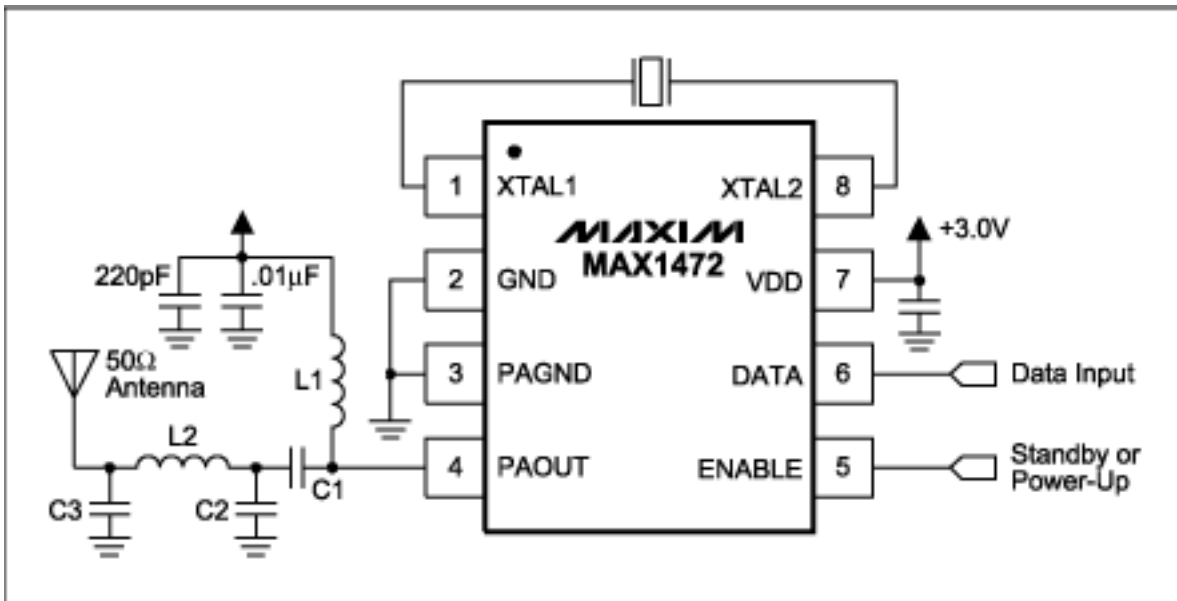 1
XTAL1
XTAL2
8
MAXIM
MAX1472
+3.0V
220pF
.01µF
2
GND
VDD
7
50Ω
Antenna
L1
3
PAGND
DATA
6
Data Input
L2
C1
4
PAOUT
ENABLE
5
Standby or
Power-Up
C3
C2